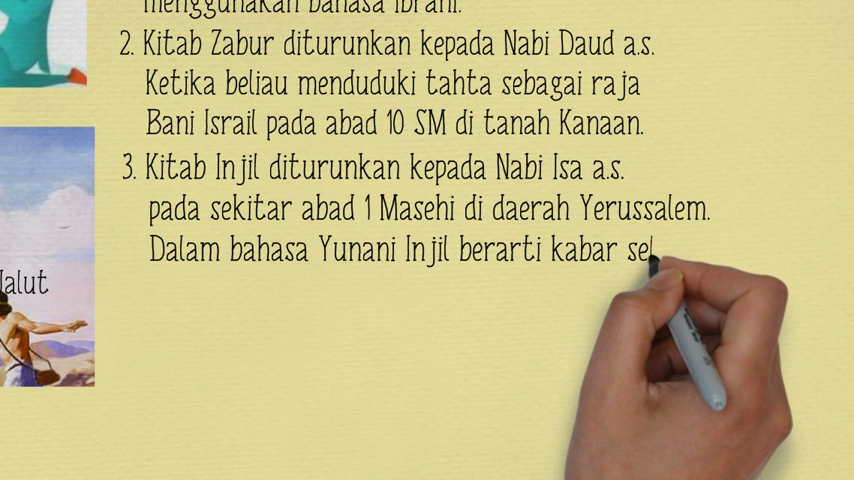 menggunakan bahasa Ibrani.
2. Kitab Zabur diturunkan kepada Nabi Daud a.s.
Ketika beliau menduduki tahta sebagai raja
Bani Israil pada abad 10 SM di tanah Kanaan.
3. Kitab Injil diturunkan kepada Nabi Isa a.s.
pada sekitar abad 1 Masehi di daerah Yerussalem.
Dalam bahasa Yunani Injil berarti kabar sel
Jalut